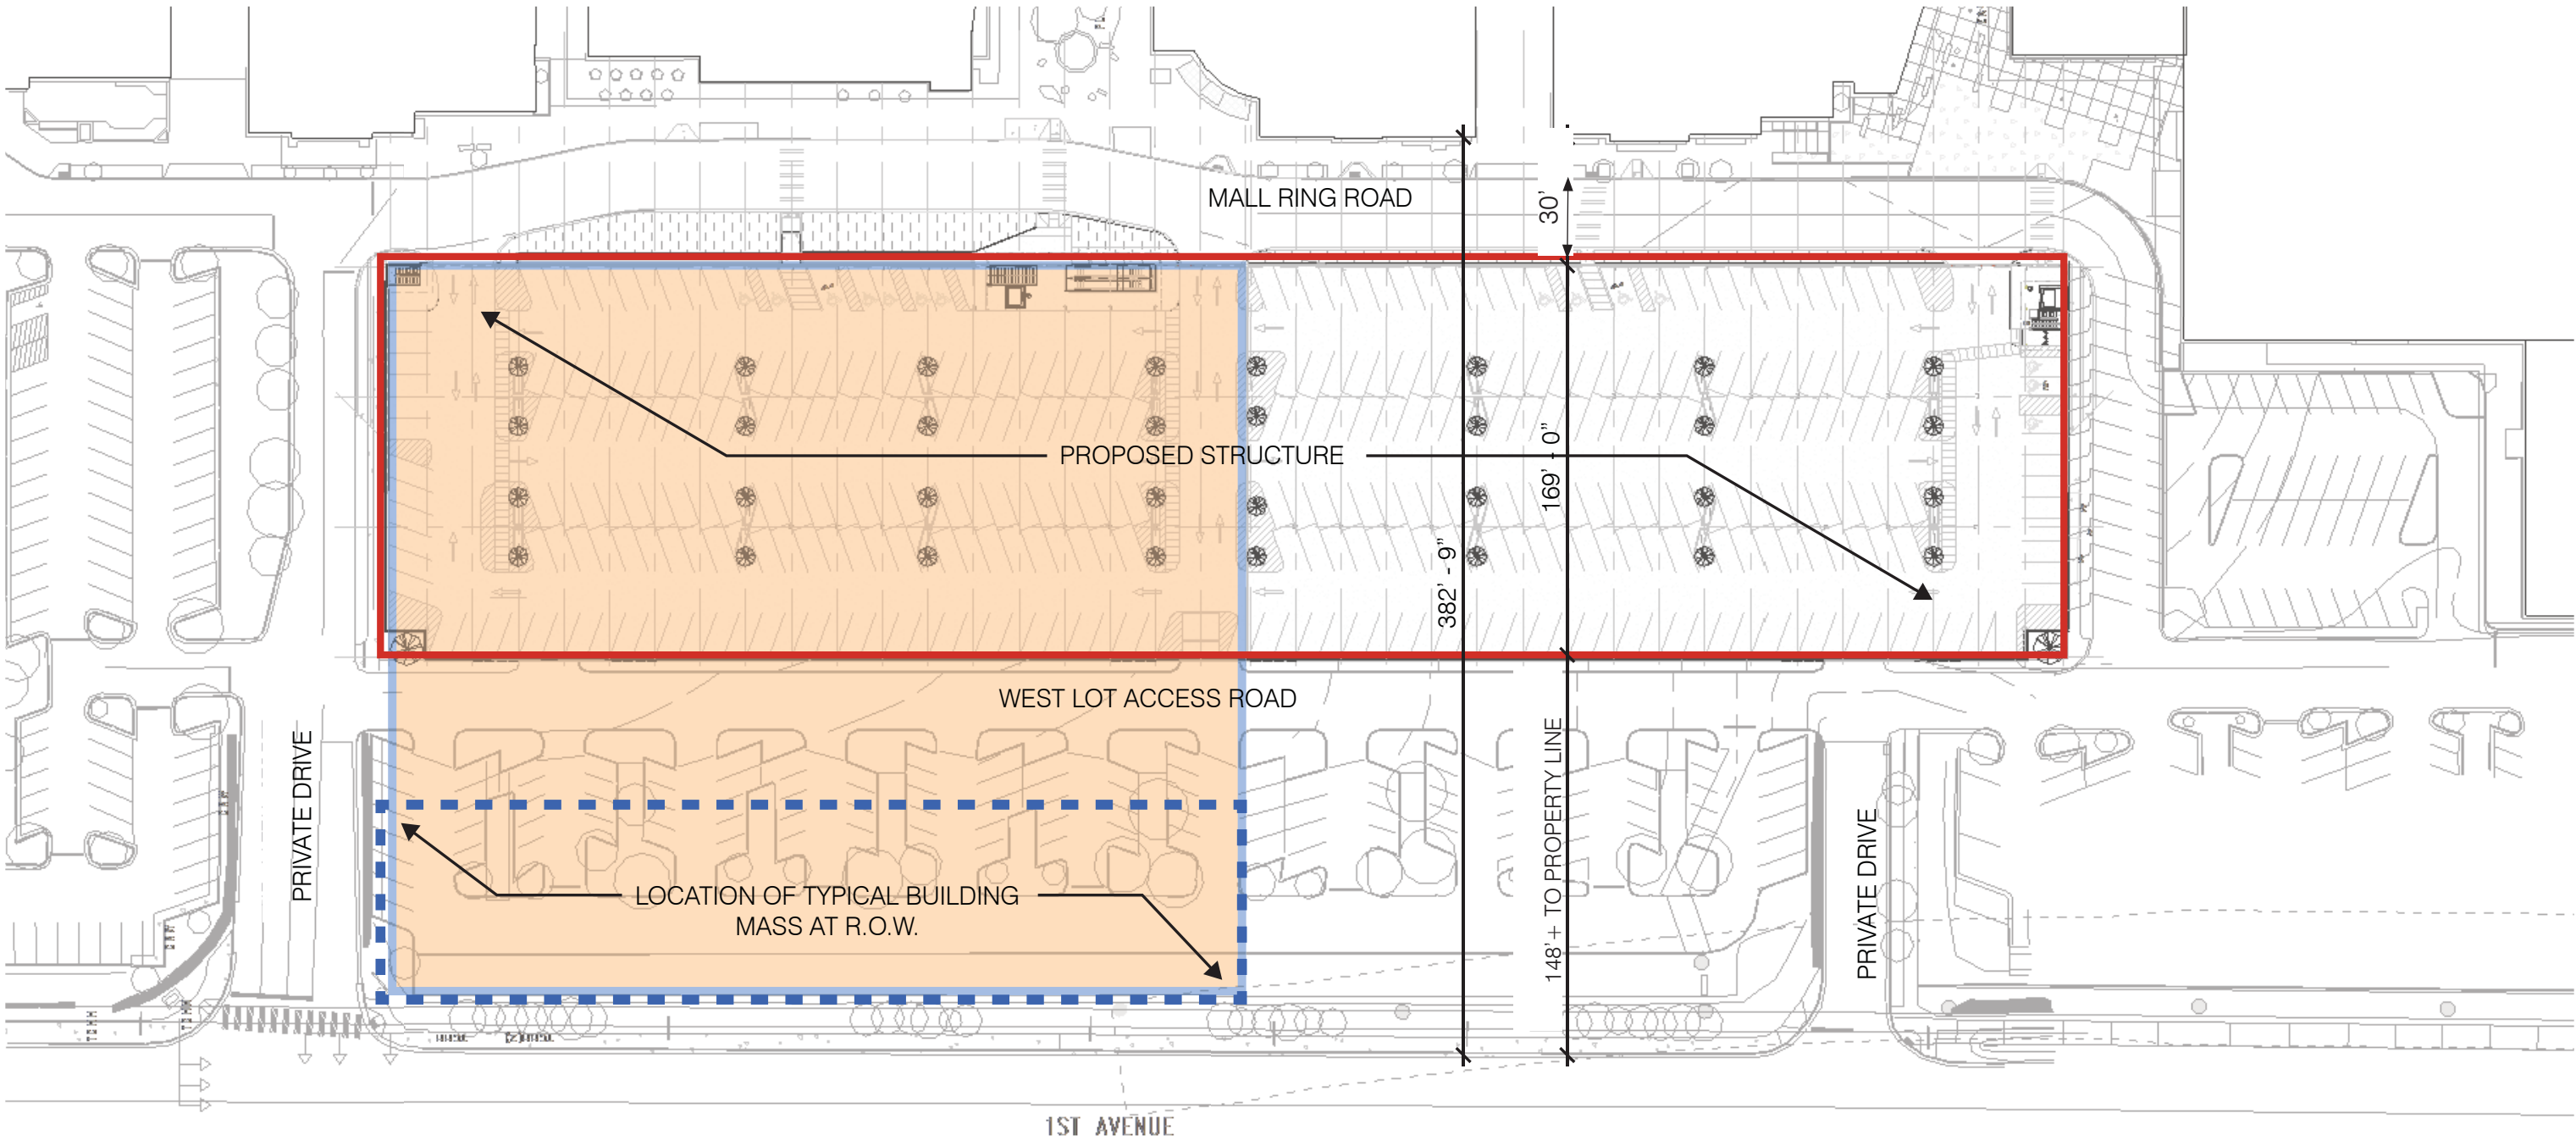 MALL RING ROAD
30’
PROPOSED STRUCTURE
169’ - 0”
382’ - 9”
WEST LOT ACCESS ROAD
PRIVATE DRIVE
148’+ TO PROPERTY LINE
PRIVATE DRIVE
LOCATION OF TYPICAL BUILDING
MASS AT R.O.W.
1ST AVENUE